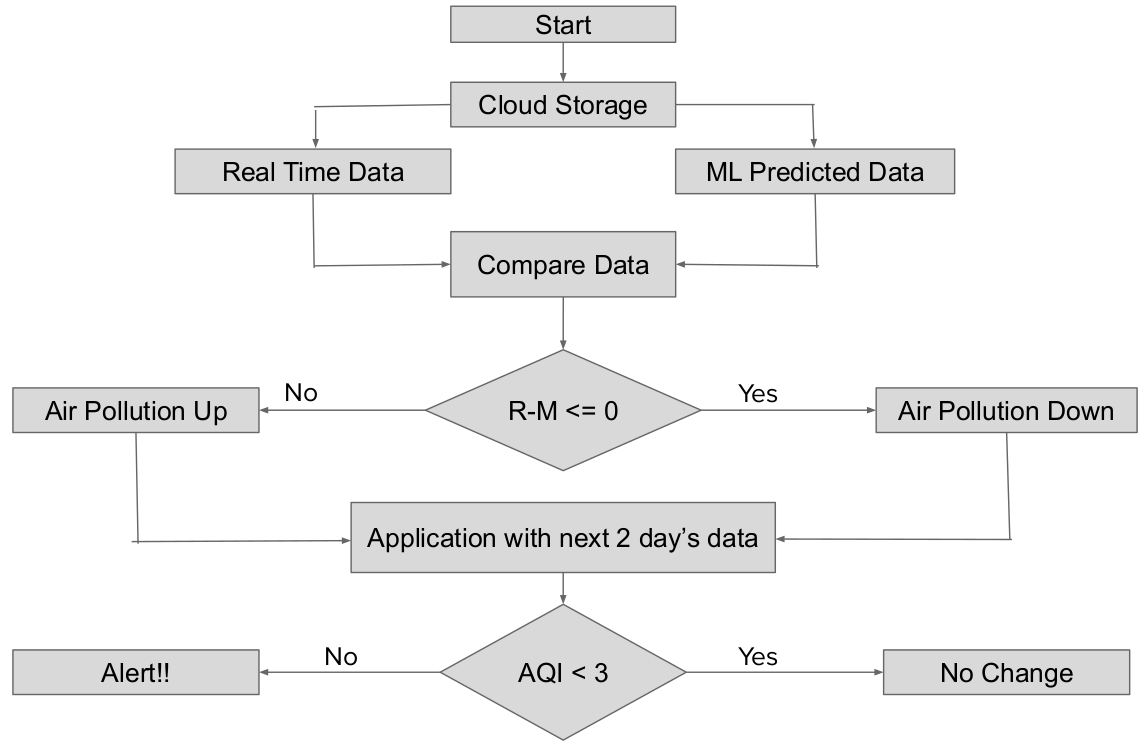 Start
Cloud Storage
Real Time Data
ML Predicted Data
Compare Data
No
Yes
Air Pollution Up
R-M <= 0
Air Pollution Down
Application with next 2 day’s data
No
Yes
Alert!!
AQI < 3
No Change